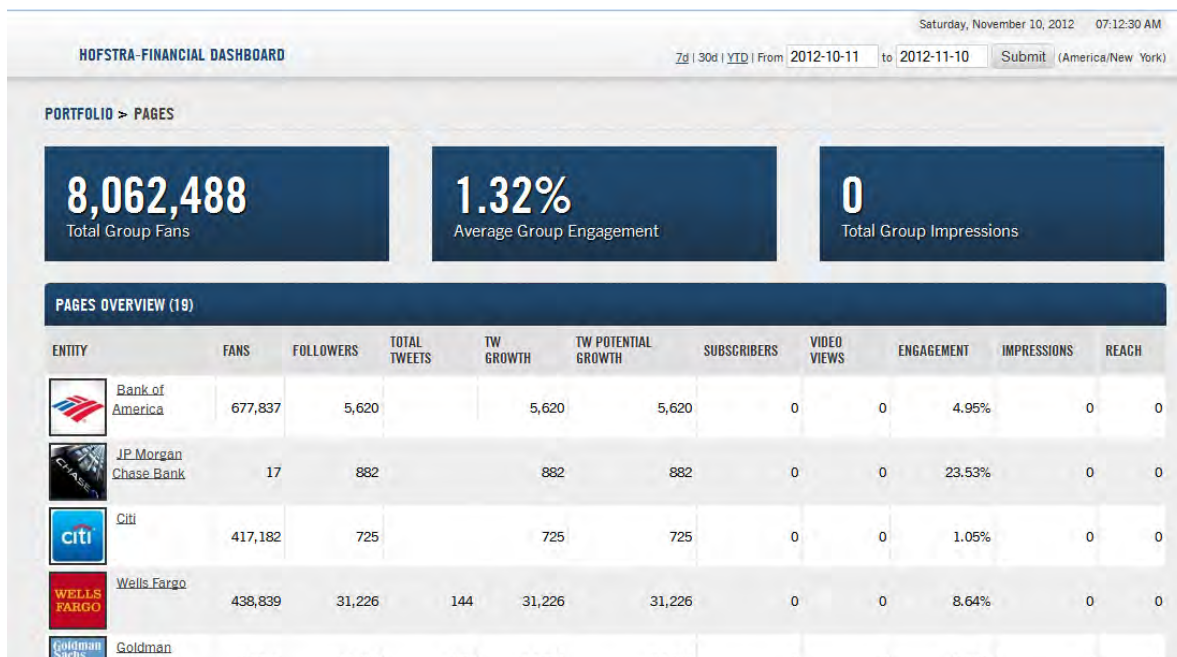 Saturday, November 10, 2012 07:12:30 AM
HOFSTRA-FINANCIAL DASHBOARD
7d | 30d | YTD | From 2012-10-11 to 2012-11-10 Submit (America/New York)
PORTFOLIO > PAGES
8,062,488
Total Group Fans
1.32%
Average Group Engagement
0
Total Group Impressions
PAGES OVERVIEW (19)
ENTITY FANS FOLLOWERS TOTAL TWEETS TW GROWTH TW POTENTIAL GROWTH SUBSCRIBERS VIDEO VIEWS ENGAGEMENT IMPRESSIONS REACH
Bank of America 677,837 5,620 5,620 5,620 0 0 4.95% 0 0
CHASE JP Morgan Chase Bank 17 882 882 882 0 0 23.53% 0 0
citi Citi 417,182 725 725 725 0 0 1.05% 0 0
WELLS FARGO Wells Fargo 438,839 31,226 144 31,226 31,226 0 0 8.64% 0 0
Goldman Sachs Goldman